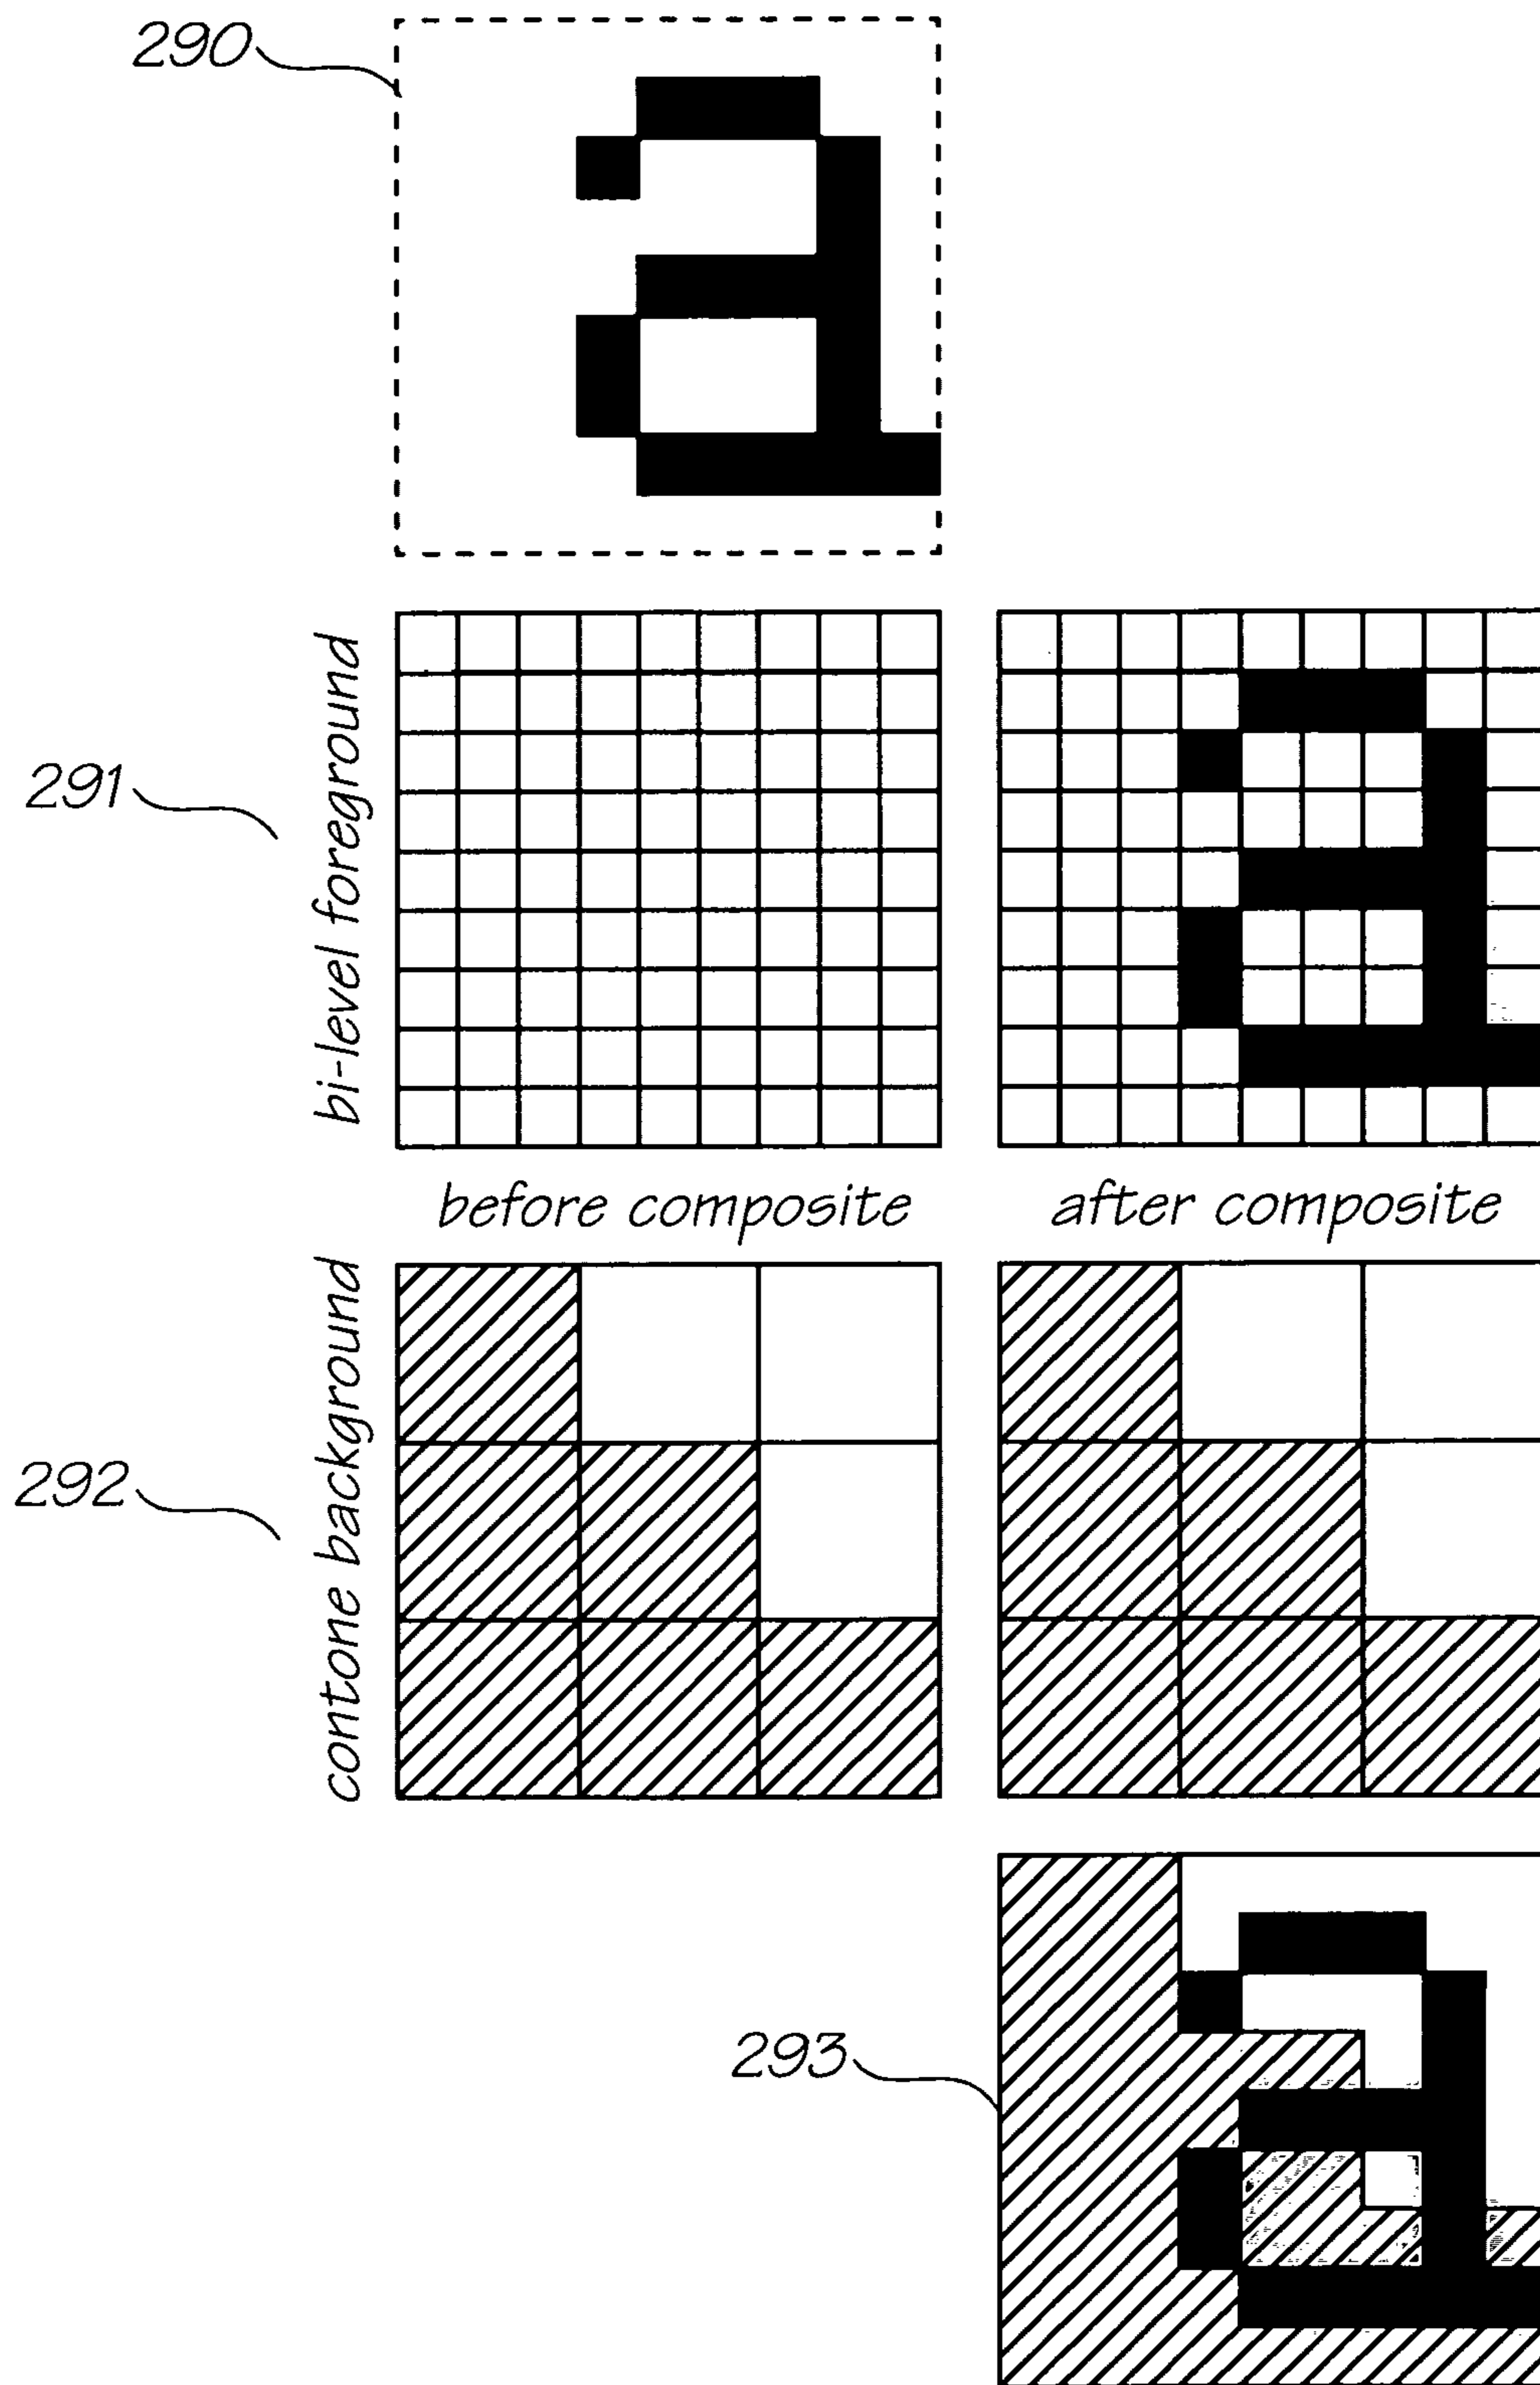 290
291
bi-level foreground
before composite
after composite
292
contone background
293